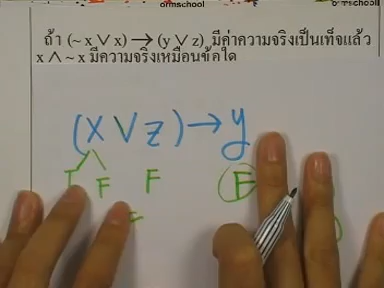 ormschool
ถ้า (~ x ∨ x) → (y ∨ z) มีค่าความจริงเป็นเท็จแล้ว
x ∧ ~ x มีความจริงเหมือนข้อใด
(x ∨ z) → y
T F F F